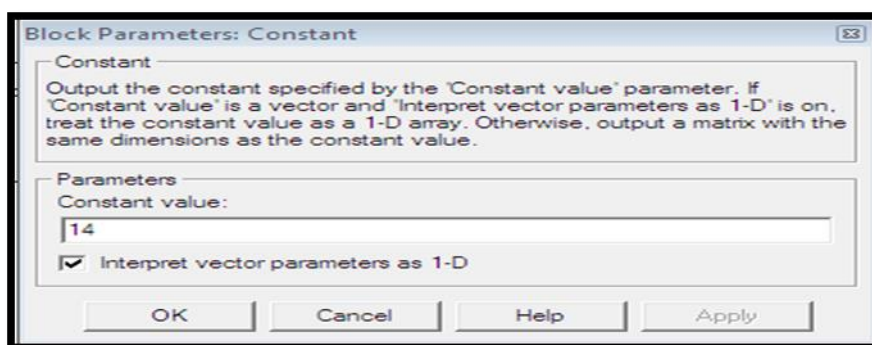 Block Parameters: Constant
Constant
Output the constant specified by the 'Constant value' parameter. If
'Constant value' is a vector and 'Interpret vector parameters as 1-D' is on,
treat the constant value as a 1-D array. Otherwise, output a matrix with the
same dimensions as the constant value.
Parameters
Constant value:
14
Interpret vector parameters as 1-D
OK Cancel Help Apply